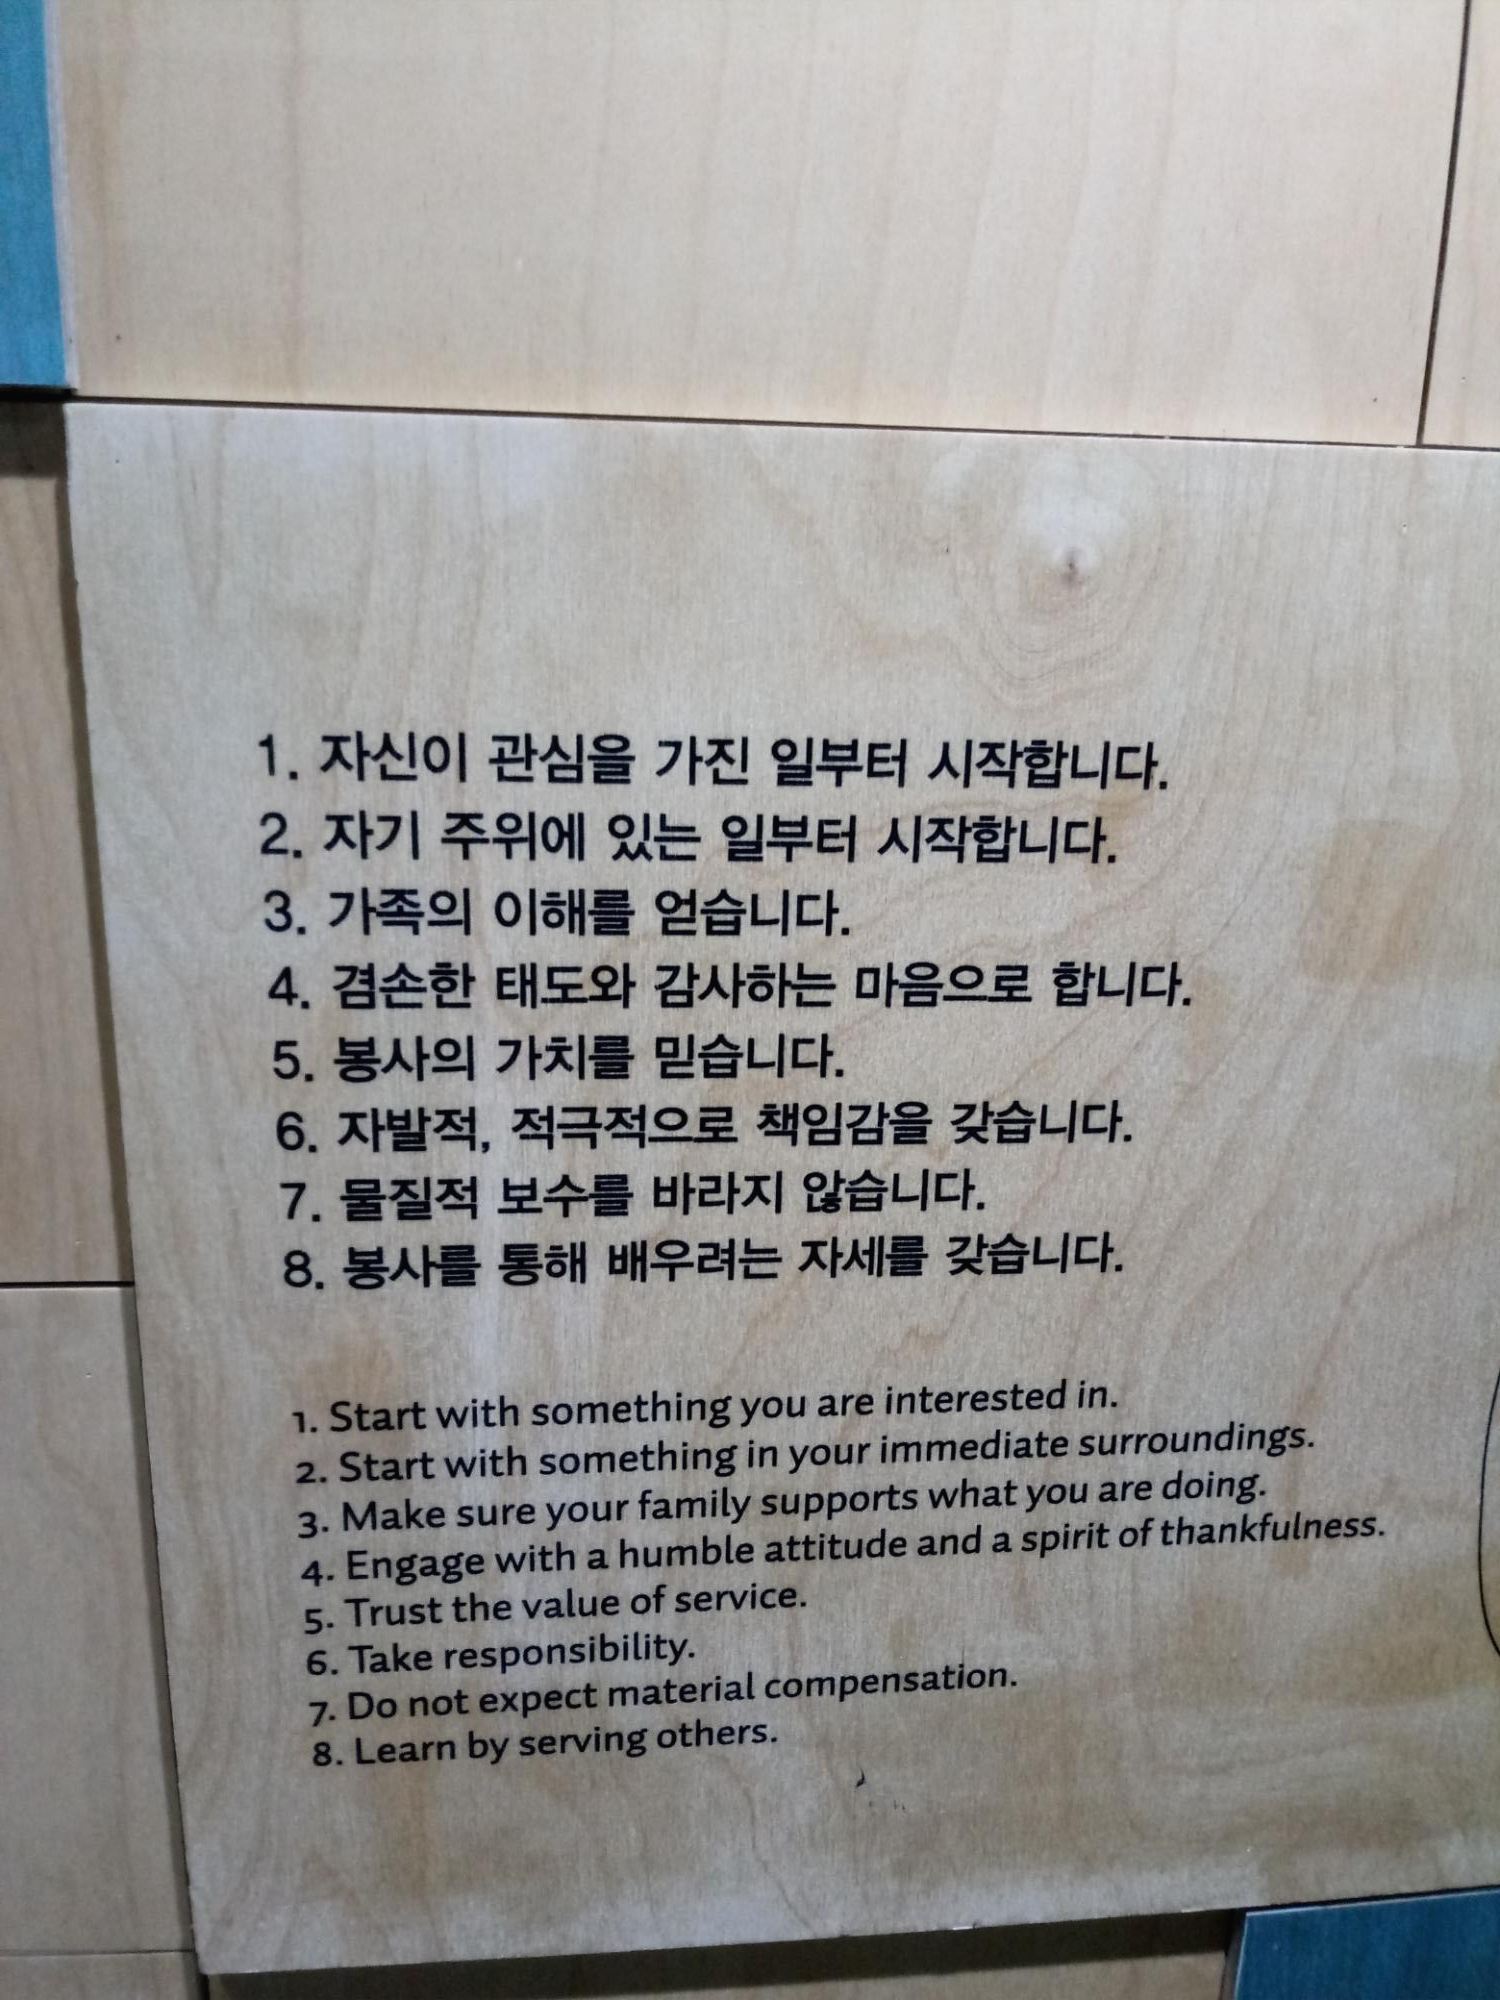 1. 자신이 관심을 가진 일부터 시작합니다.
2. 자기 주위에 있는 일부터 시작합니다.
3. 가족의 이해를 얻습니다.
4. 겸손한 태도와 감사하는 마음으로 합니다.
5. 봉사의 가치를 믿습니다.
6. 자발적, 적극적으로 책임감을 갖습니다.
7. 물질적 보수를 바라지 않습니다.
8. 봉사를 통해 배우려는 자세를 갖습니다.
1. Start with something you are interested in.
2. Start with something in your immediate surroundings.
3. Make sure your family supports what you are doing.
4. Engage with a humble attitude and a spirit of thankfulness.
5. Trust the value of service.
6. Take responsibility.
7. Do not expect material compensation.
8. Learn by serving others.